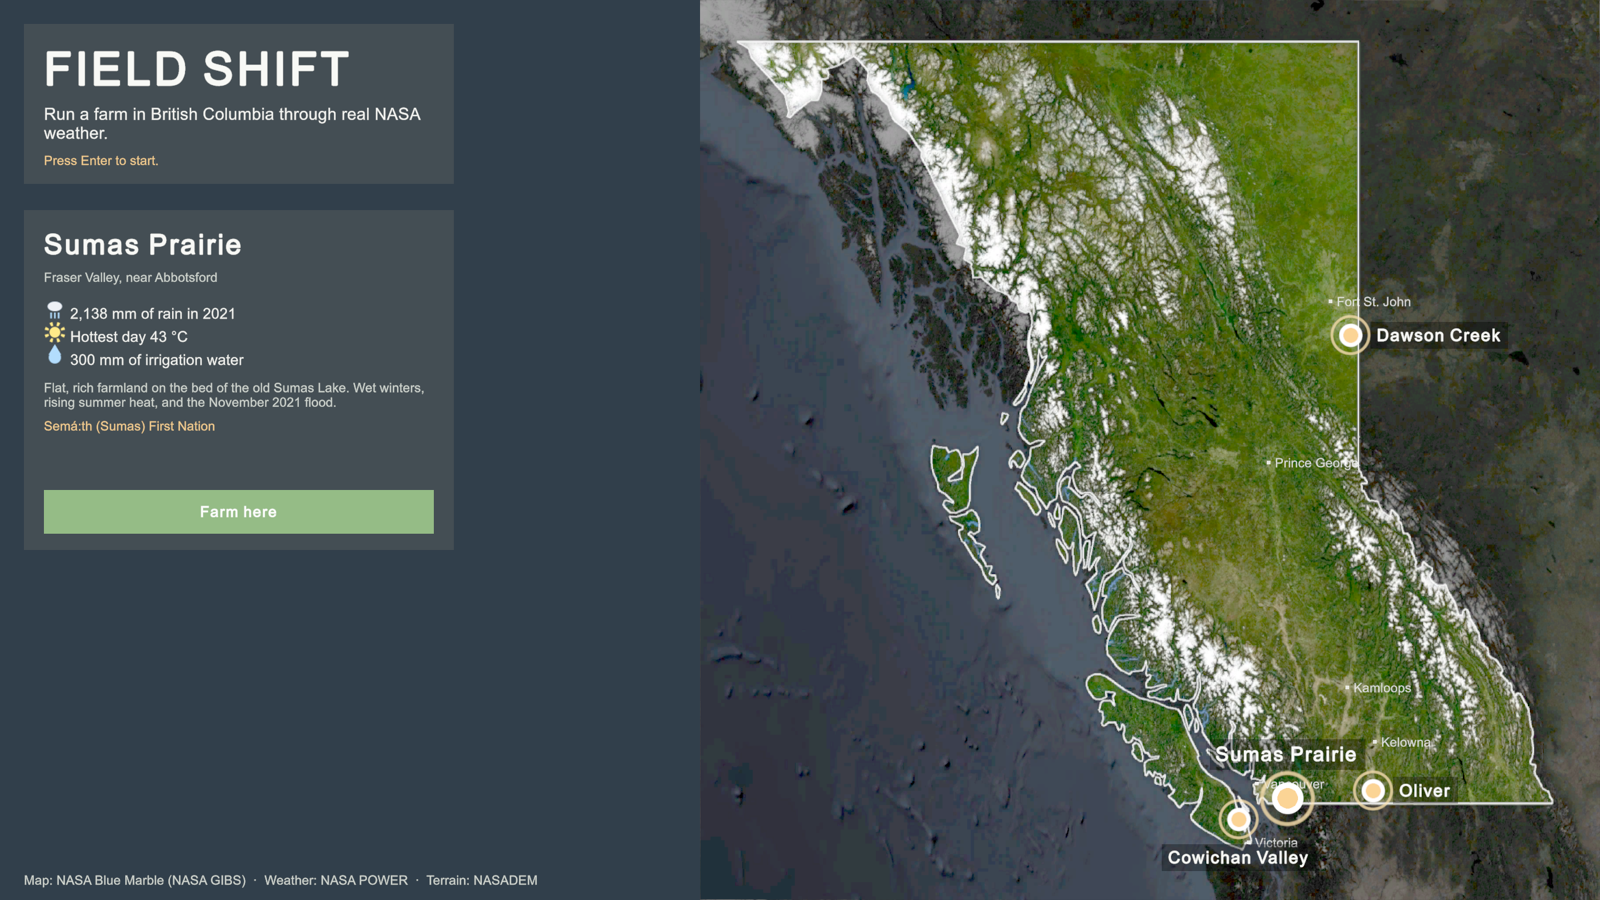 FIELD SHIFT
Run a farm in British Columbia through real NASA
weather.
Press Enter to start.
Sumas Prairie
Fraser Valley, near Abbotsford
2,138 mm of rain in 2021
Hottest day 43 °C
300 mm of irrigation water
Flat, rich farmland on the bed of the old Sumas Lake. Wet winters,
rising summer heat, and the November 2021 flood.
Semá:th (Sumas) First Nation
Farm here
Map: NASA Blue Marble (NASA GIBS) · Weather: NASA POWER · Terrain: NASADEM
Fort St. John
Dawson Creek
Prince George
Kamloops
Kelowna
Sumas Prairie
Vancouver
Oliver
Victoria
Cowichan Valley